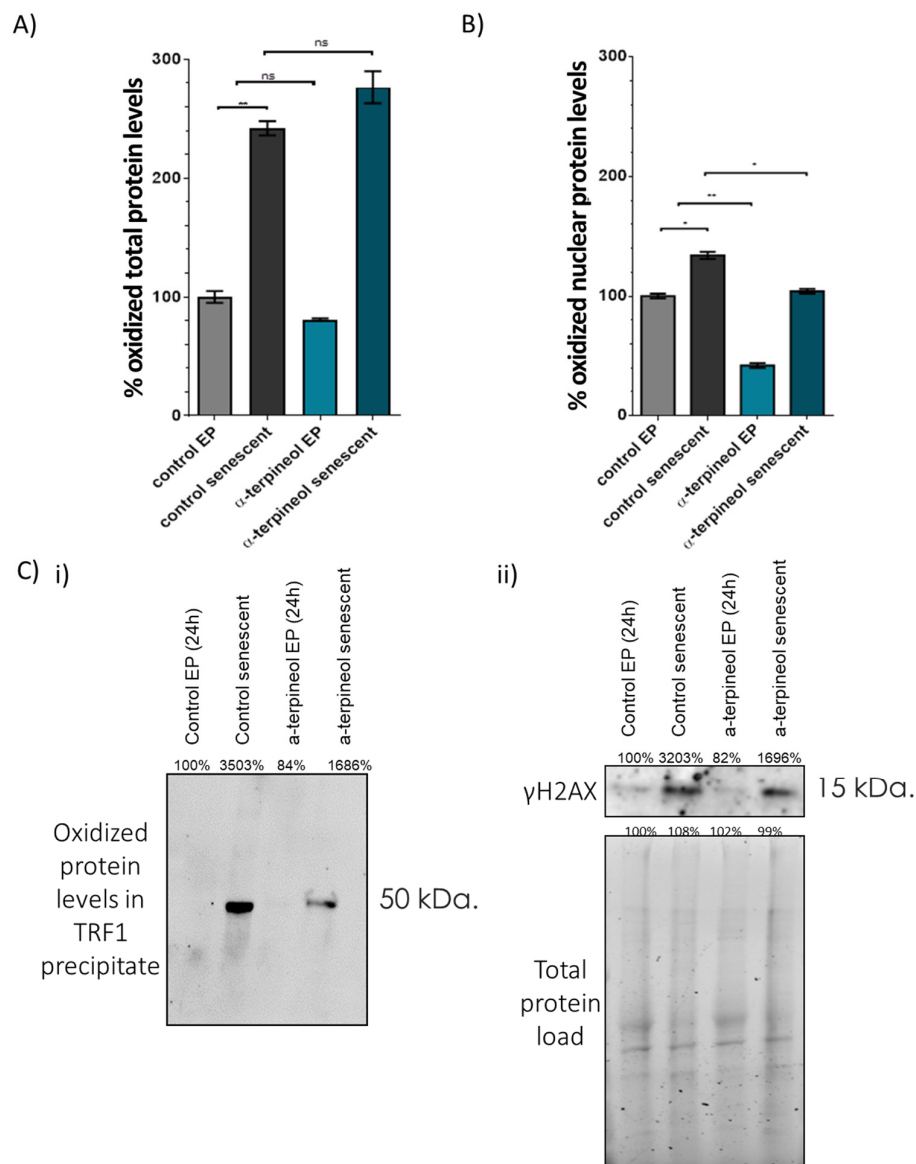 A)
% oxidized total protein levels
300
200
100
0
ns
ns
**
control EP
control senescent
α-terpineol EP
α-terpineol senescent
B)
% oxidized nuclear protein levels
300
200
100
0
*
**
*
control EP
control senescent
α-terpineol EP
α-terpineol senescent
C) i)
Control EP (24h)
Control senescent
a-terpineol EP (24h)
a-terpineol senescent
100% 3503% 84% 1686%
Oxidized
protein
levels in
TRF1
precipitate
50 kDa.
ii)
Control EP (24h)
Control senescent
a-terpineol EP (24h)
a-terpineol senescent
100% 3203% 82% 1696%
γH2AX
15 kDa.
100% 108% 102% 99%
Total
protein
load